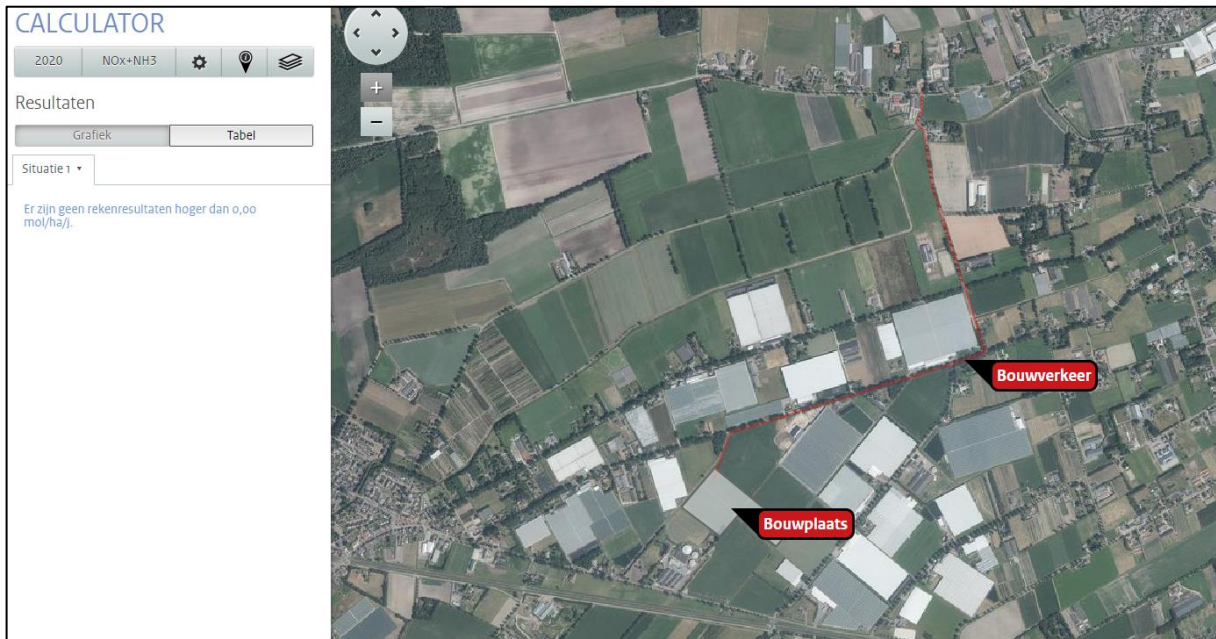 CALCULATOR
2020 NOx+NH3
Resultaten
Grafiek Tabel
Situatie 1
Er zijn geen rekenresultaten hoger dan 0,00
mol/ha/j.
+
−
Bouwverkeer
Bouwplaats